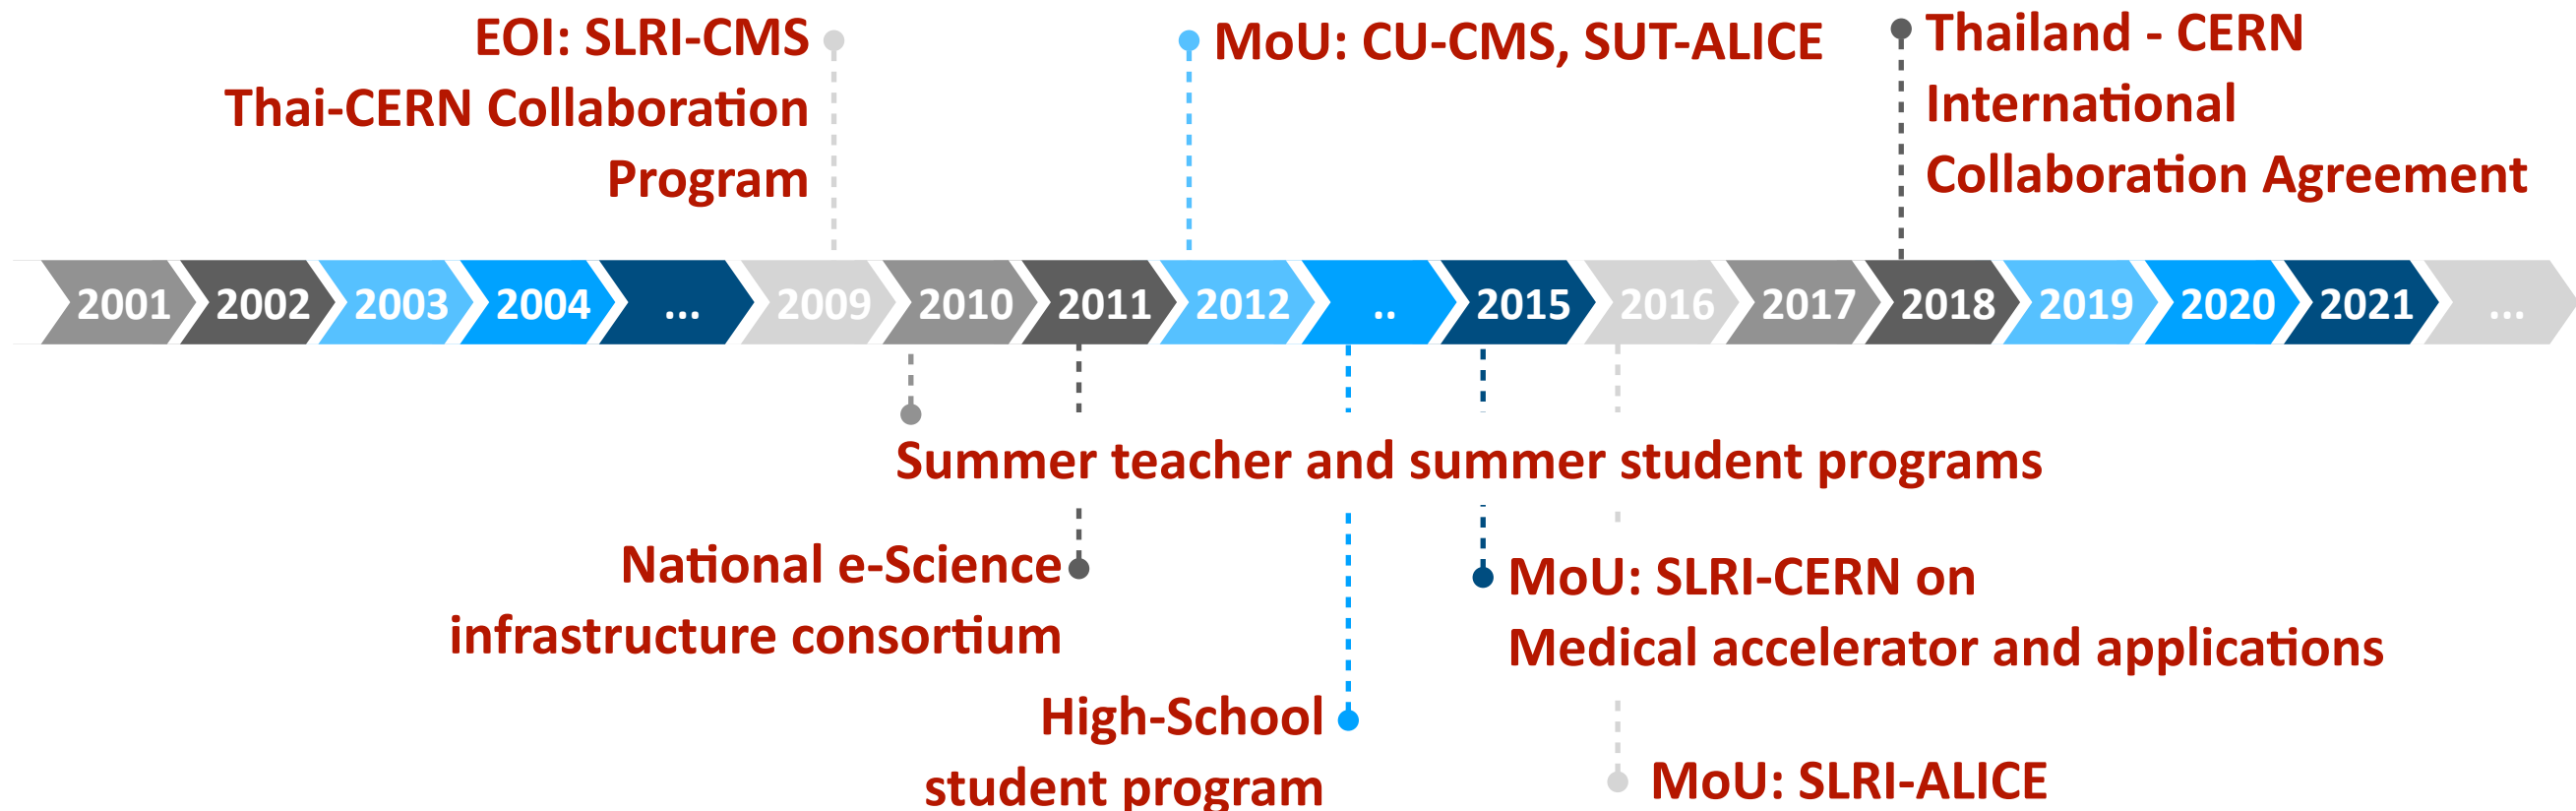 EOI: SLRI-CMS
Thai-CERN Collaboration
Program
MoU: CU-CMS, SUT-ALICE
Thailand - CERN
International
Collaboration Agreement
2001 2002 2003 2004 ... 2009 2010 2011 2012 .. 2015 2016 2017 2018 2019 2020 2021 ...
Summer teacher and summer student programs
National e-Science
infrastructure consortium
MoU: SLRI-CERN on
Medical accelerator and applications
High-School
student program
MoU: SLRI-ALICE